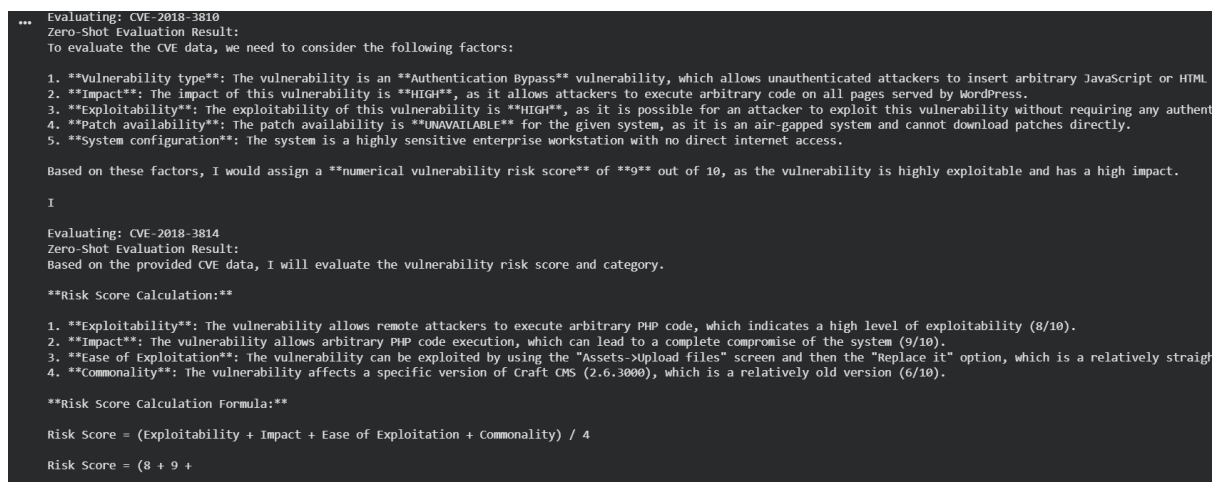 Evaluating: CVE-2018-3810
Zero-Shot Evaluation Result:
To evaluate the CVE data, we need to consider the following factors:
1. **Vulnerability type**: The vulnerability is an **Authentication Bypass** vulnerability, which allows unauthenticated attackers to insert arbitrary JavaScript or HTML
2. **Impact**: The impact of this vulnerability is **HIGH**, as it allows attackers to execute arbitrary code on all pages served by WordPress.
3. **Exploitability**: The exploitability of this vulnerability is **HIGH**, as it is possible for an attacker to exploit this vulnerability without requiring any authent
4. **Patch availability**: The patch availability is **UNAVAILABLE** for the given system, as it is an air-gapped system and cannot download patches directly.
5. **System configuration**: The system is a highly sensitive enterprise workstation with no direct internet access.
Based on these factors, I would assign a **numerical vulnerability risk score** of **9** out of 10, as the vulnerability is highly exploitable and has a high impact.
I
Evaluating: CVE-2018-3814
Zero-Shot Evaluation Result:
Based on the provided CVE data, I will evaluate the vulnerability risk score and category.
**Risk Score Calculation:**
1. **Exploitability**: The vulnerability allows remote attackers to execute arbitrary PHP code, which indicates a high level of exploitability (8/10).
2. **Impact**: The vulnerability allows arbitrary PHP code execution, which can lead to a complete compromise of the system (9/10).
3. **Ease of Exploitation**: The vulnerability can be exploited by using the "Assets->Upload files" screen and then the "Replace it" option, which is a relatively straigh
4. **Commonality**: The vulnerability affects a specific version of Craft CMS (2.6.3000), which is a relatively old version (6/10).
**Risk Score Calculation Formula:**
Risk Score = (Exploitability + Impact + Ease of Exploitation + Commonality) / 4
Risk Score = (8 + 9 +